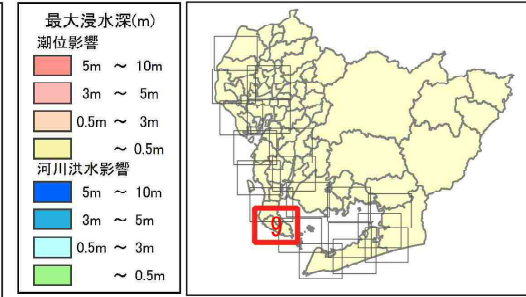 最大浸水深(m)
潮位影響
5m ～ 10m
3m ～ 5m
0.5m ～ 3m
～ 0.5m
河川洪水影響
5m ～ 10m
3m ～ 5m
0.5m ～ 3m
～ 0.5m
9